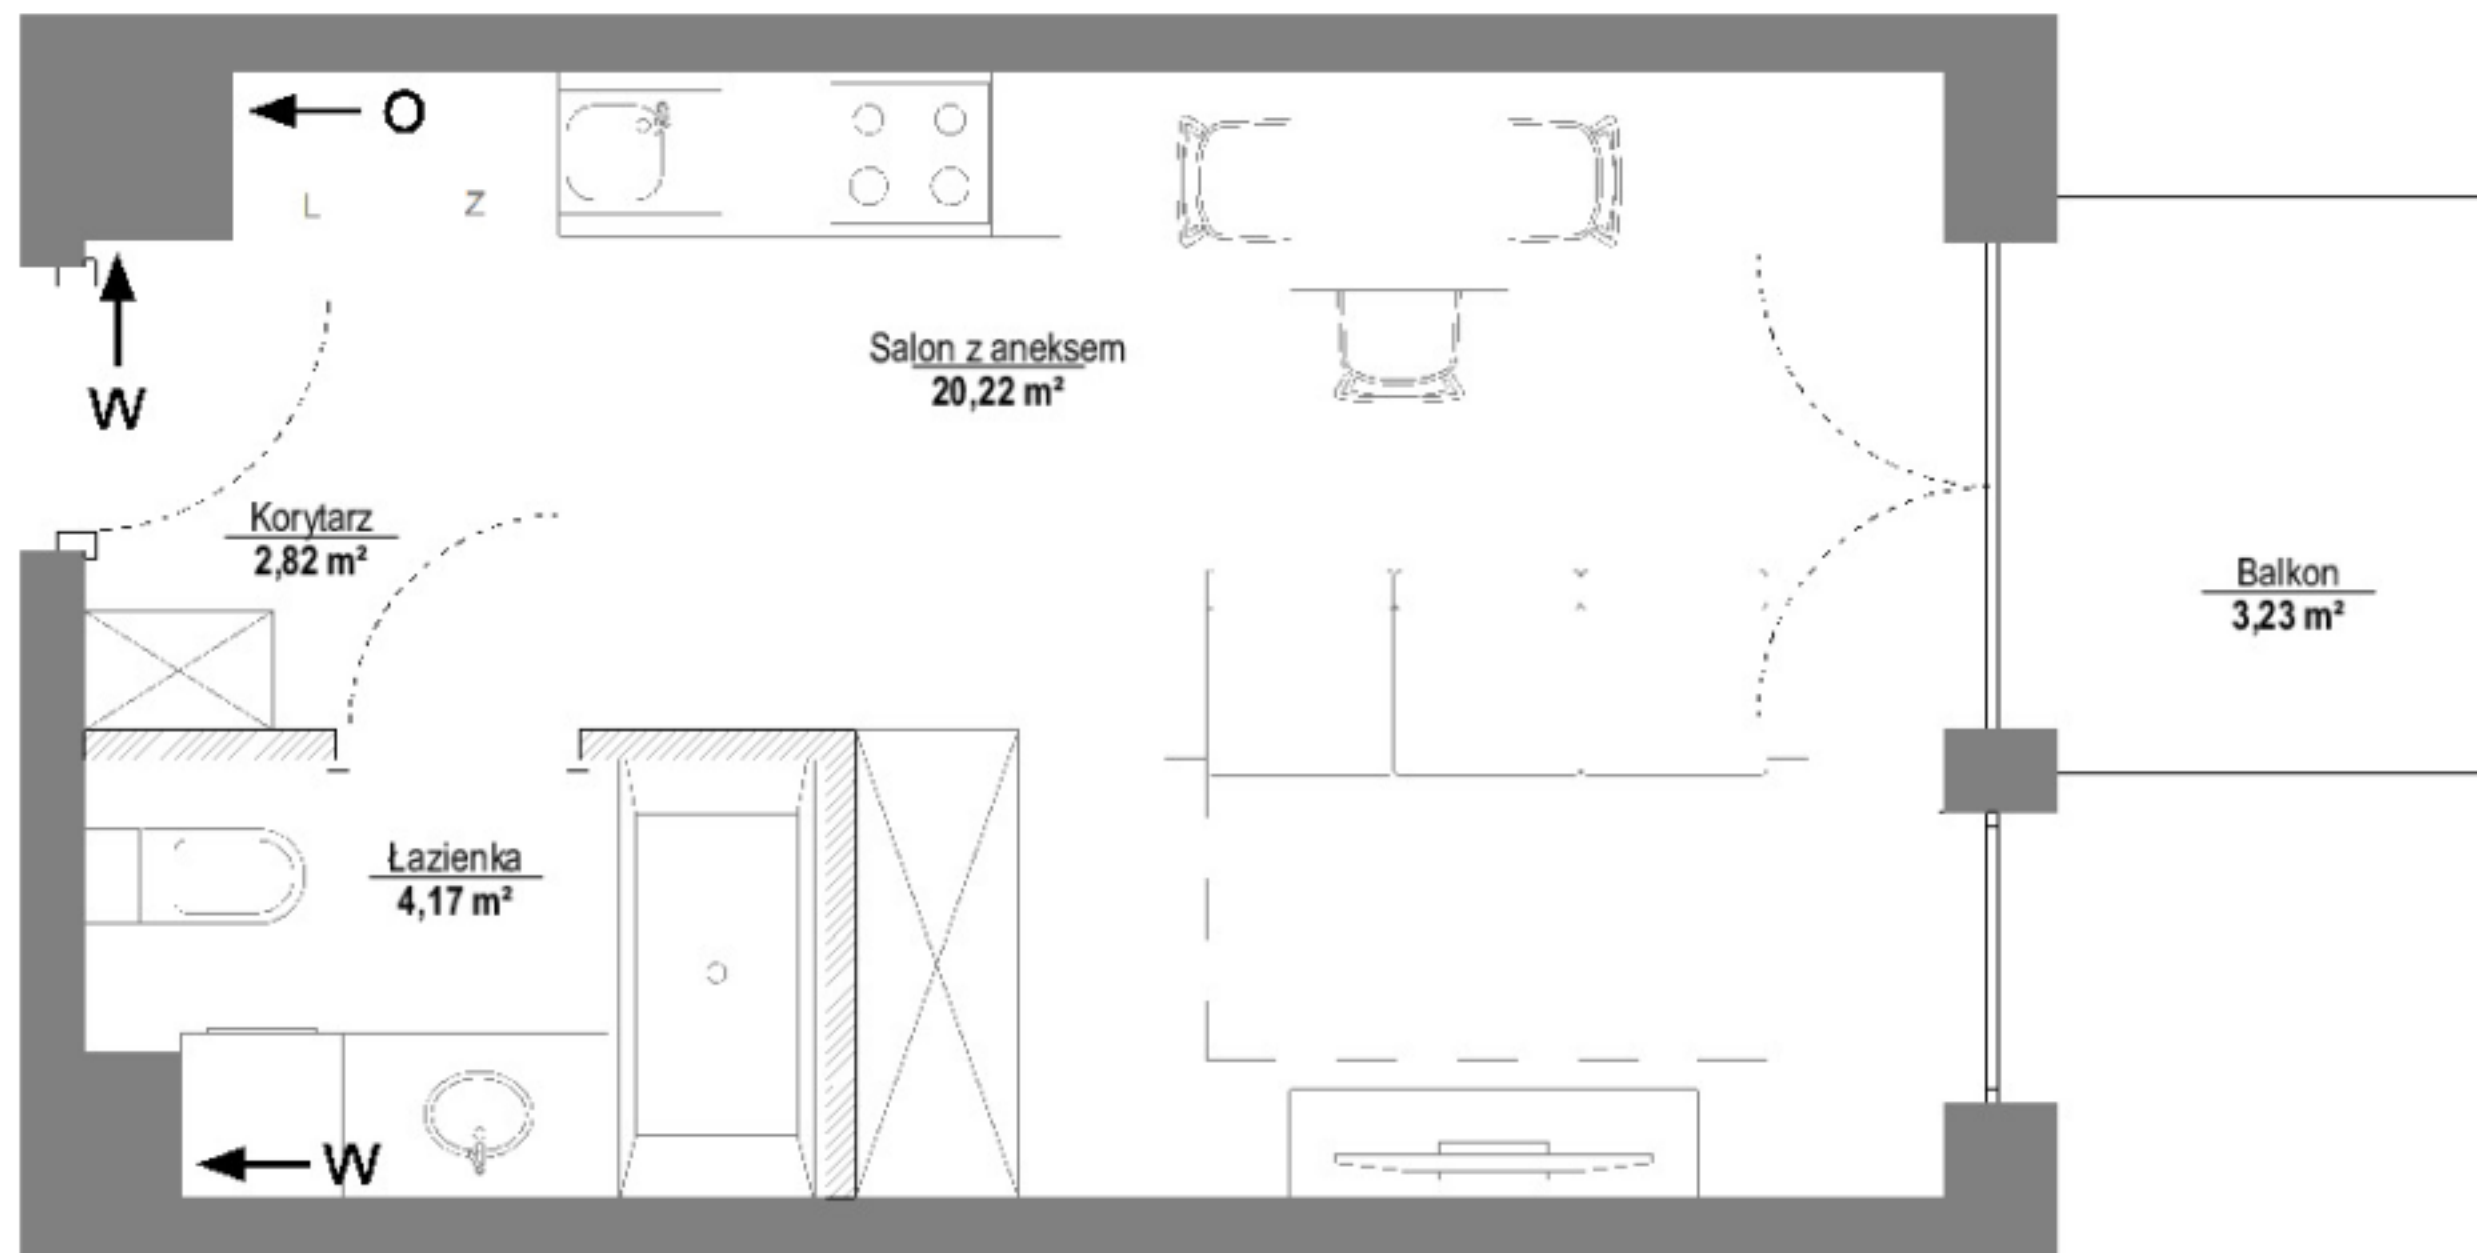 O
L
Z
W
Salon z aneksem
20,22 m²
Korytarz
2,82 m²
Balkon
3,23 m²
Łazienka
4,17 m²
W